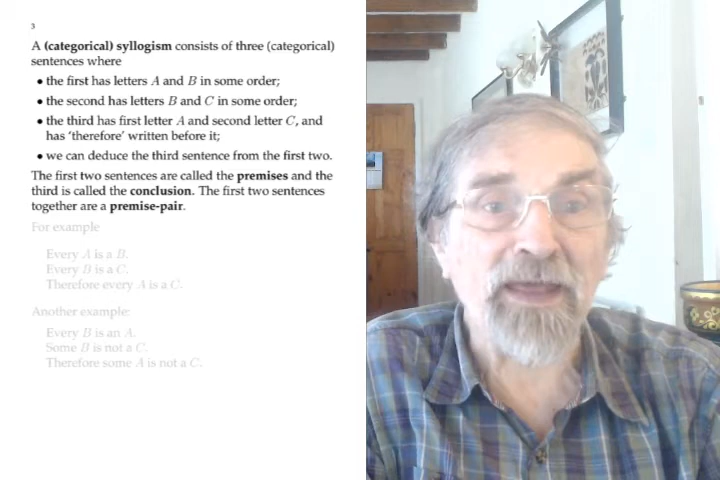 3
A (categorical) syllogism consists of three (categorical)
sentences where
• the first has letters A and B in some order;
• the second has letters B and C in some order;
• the third has first letter A and second letter C, and
has ‘therefore’ written before it;
• we can deduce the third sentence from the first two.
The first two sentences are called the premises and the
third is called the conclusion. The first two sentences
together are a premise-pair.
For example
Every A is a B.
Every B is a C.
Therefore every A is a C.
Another example:
Every B is an A.
Some B is not a C.
Therefore some A is not a C.